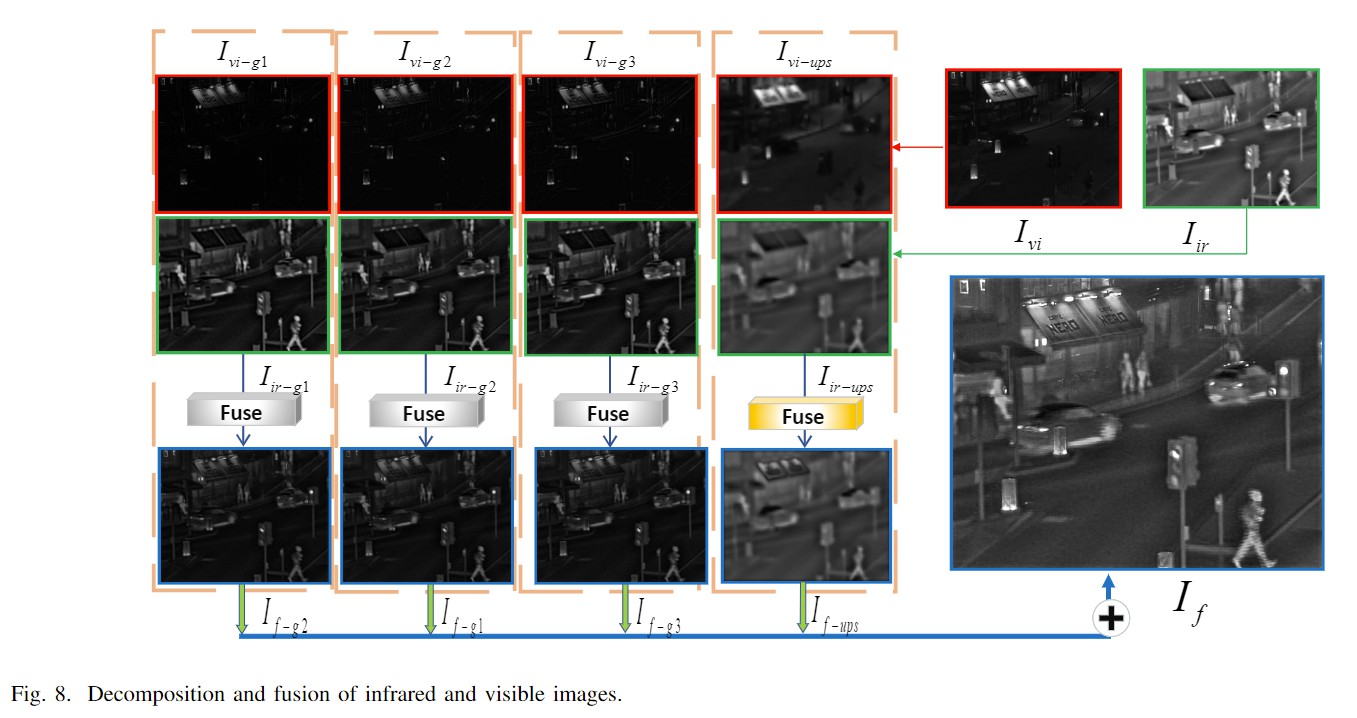 I_{vi-g1} I_{vi-g2} I_{vi-g3} I_{vi-ups}
I_{vi} I_{ir}
HERO HERO
I_{ir-g1} I_{ir-g2} I_{ir-g3} I_{ir-ups}
Fuse Fuse Fuse Fuse
I_{f-g2} I_{f-g1} I_{f-g3} I_{f-ups}
+ I_f
Fig. 8. Decomposition and fusion of infrared and visible images.